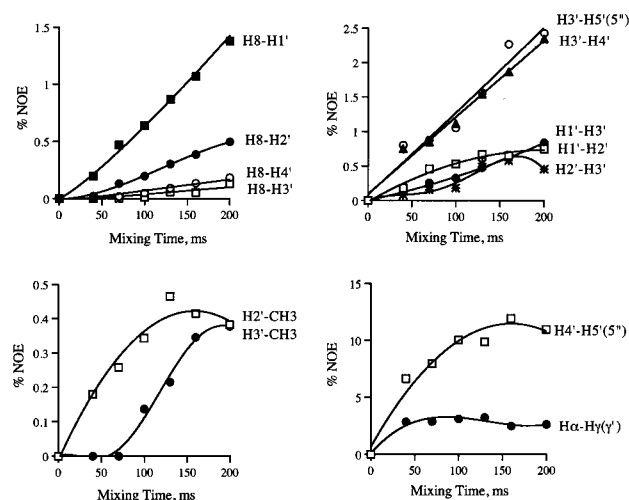 1.5
1
0.5
0
% NOE
H8-H1'
H8-H2'
H8-H4'
H8-H3'
0 50 100 150 200
Mixing Time, ms
2.5
2
1.5
1
0.5
0
% NOE
H3'-H5'(5")
H3'-H4'
H1'-H3'
H1'-H2'
H2'-H3'
0 50 100 150 200
Mixing Time, ms
0.5
0.4
0.3
0.2
0.1
0
% NOE
H2'-CH3
H3'-CH3
0 50 100 150 200
Mixing Time, ms
15
10
5
0
% NOE
H4'-H5'(5")
Hα-Hγ(γ')
0 50 100 150 200
Mixing Time, ms